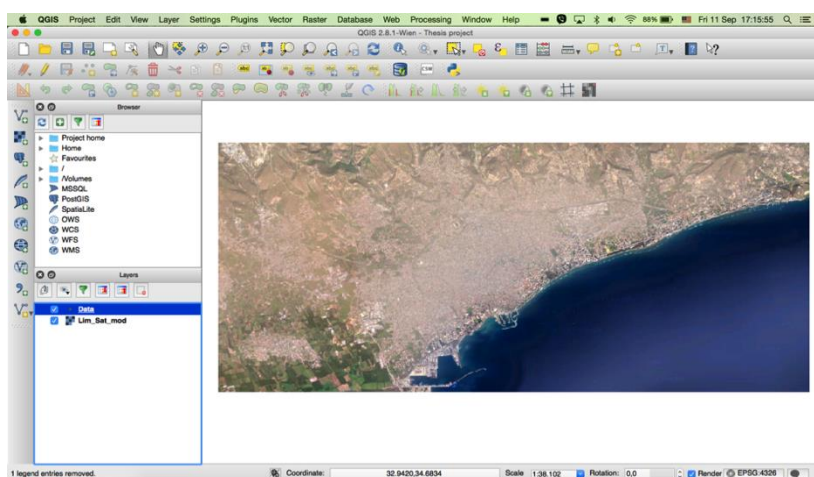 QGIS Project Edit View Layer Settings Plugins Vector Raster Database Web Processing Window Help 88% Fri 11 Sep 17:15:55
QGIS 2.8.1-Wien - Thesis project
Browser
Project home
Home
Favourites
/
/Volumes
MSSQL
PostGIS
SpatiaLite
OWS
WCS
WFS
WMS
Layers
Data
Lim_Sat_mod
1 legend entries removed. Coordinate: 32.9420,34.6834 Scale 1:38.102 Rotation: 0,0 Render EPSG:4326